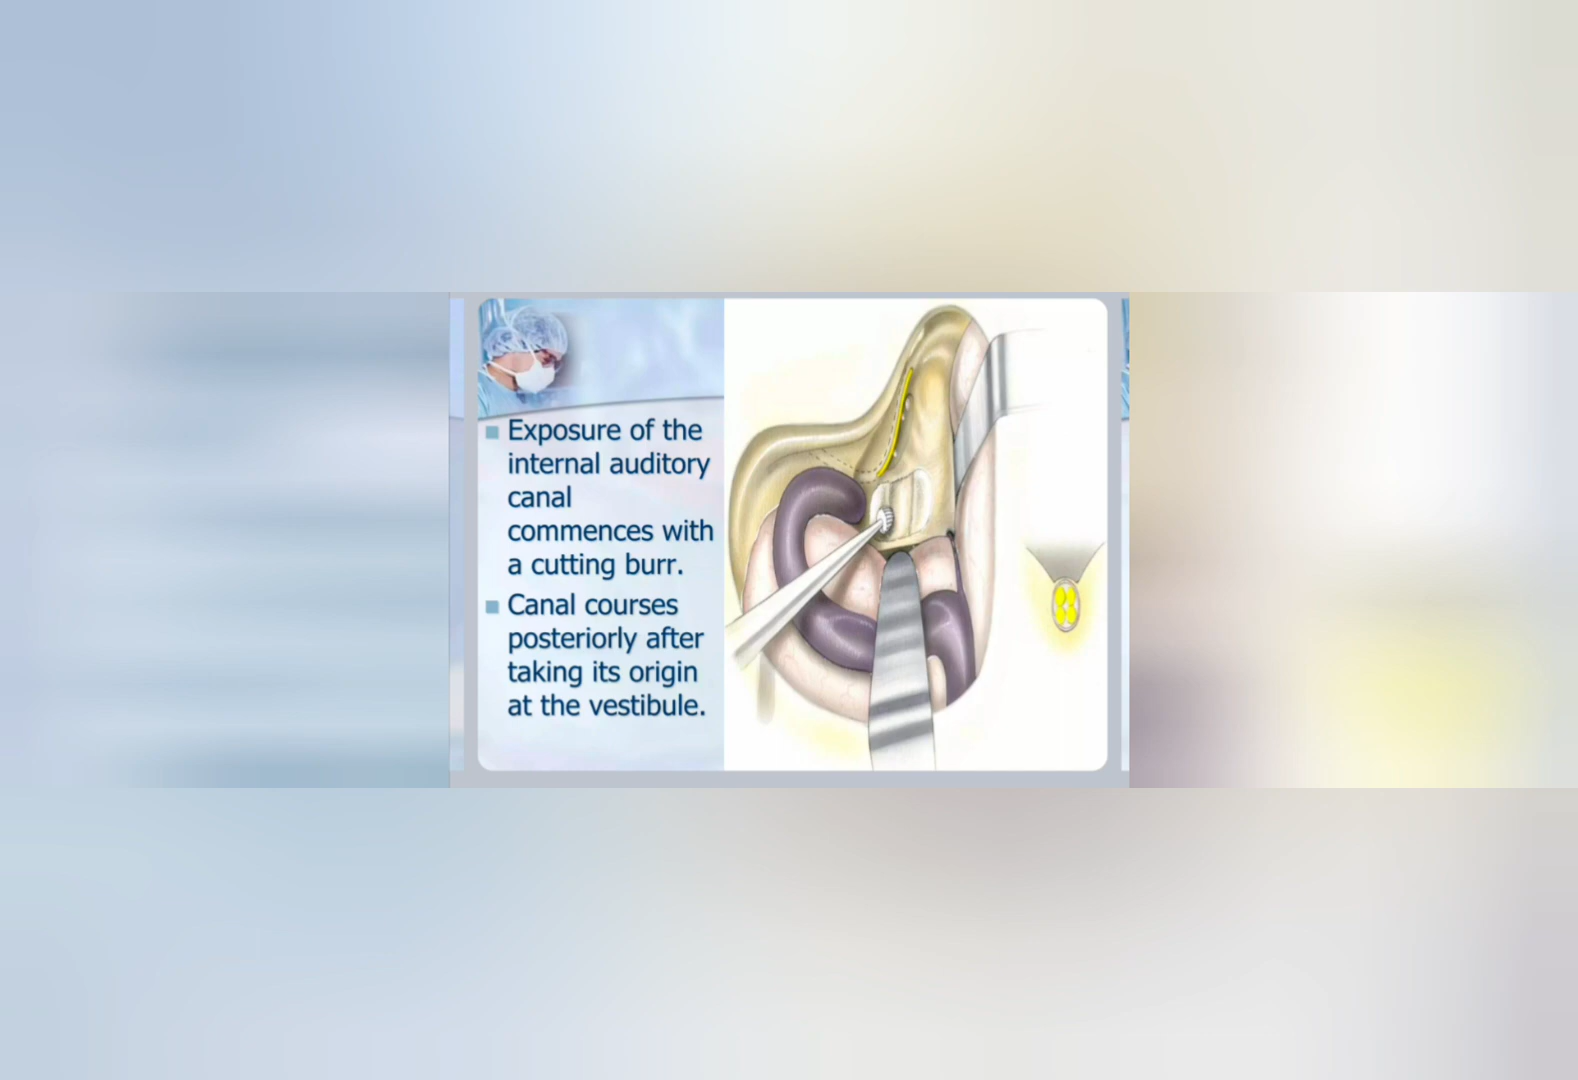 Exposure of the
internal auditory
canal
commences with
a cutting burr.
Canal courses
posteriorly after
taking its origin
at the vestibule.